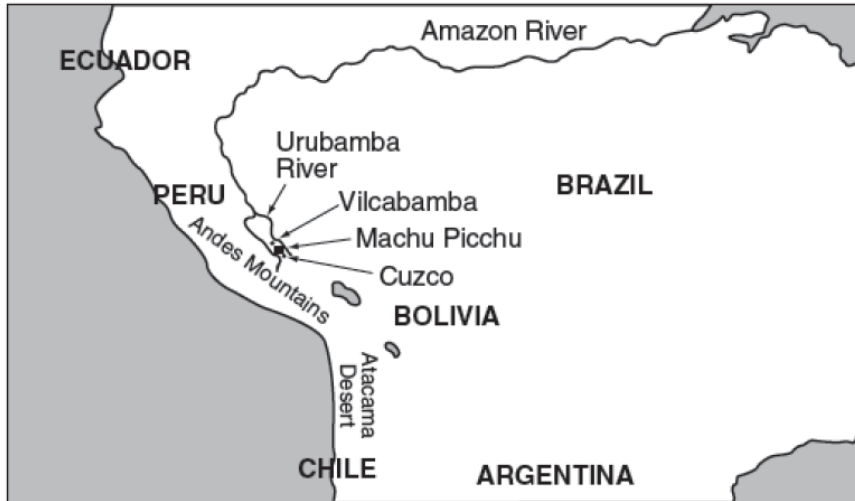 Amazon River
ECUADOR
Urubamba
River
PERU
Vilcabamba
BRAZIL
Machu Picchu
Andes Mountains
Cuzco
BOLIVIA
Atacama
Desert
CHILE
ARGENTINA